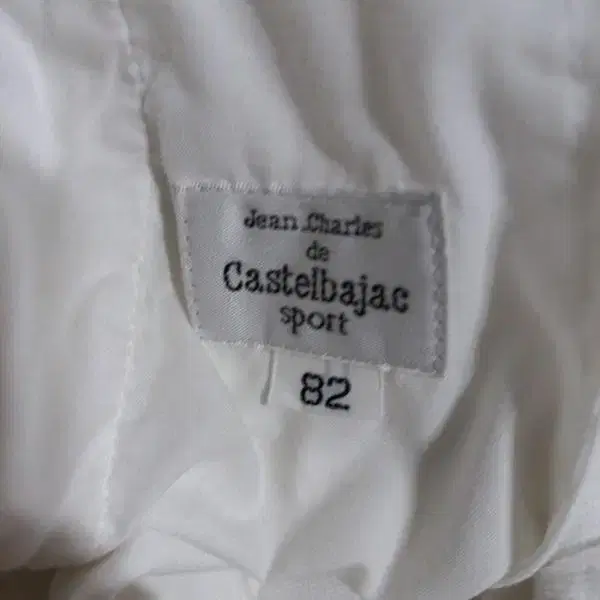 Jean.Charles
de
Castelbajac
sport
82